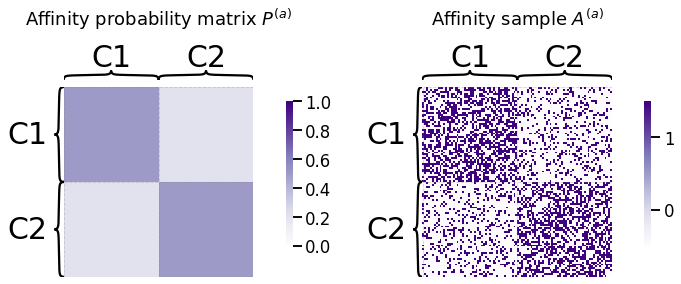 Affinity probability matrix P^(a)
C1 C2
C1
C2
1.0
0.8
0.6
0.4
0.2
0.0
Affinity sample A^(a)
C1 C2
C1
C2
1
0